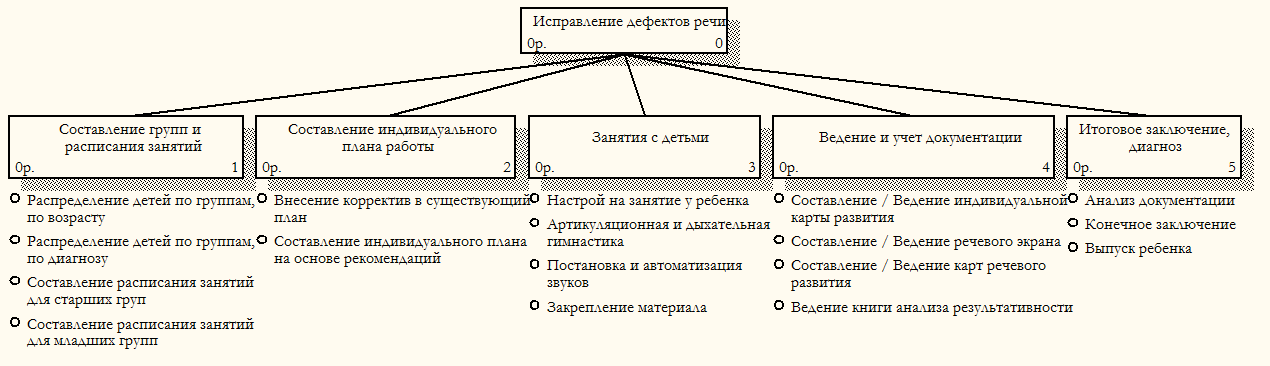 Исправление дефектов речи
0р. 0
Составление групп и
расписания занятий
0р. 1
Составление индивидуального
плана работы
0р. 2
Занятия с детьми
0р. 3
Ведение и учет документации
0р. 4
Итоговое заключение,
диагноз
0р. 5
Распределение детей по группам,
по возрасту
Распределение детей по группам,
по диагнозу
Составление расписания занятий
для старших груп
Составление расписания занятий
для младших групп
Внесение корректив в существующий
план
Составление индивидуального плана
на основе рекомендаций
Настрой на занятие у ребенка
Артикуляционная и дыхательная
гимнастика
Постановка и автоматизация
звуков
Закрепление материала
Составление / Ведение индивидуальной
карты развития
Составление / Ведение речевого экрана
Составление / Ведение карт речевого
развития
Ведение книги анализа результативности
Анализ документации
Конечное заключение
Выпуск ребенка